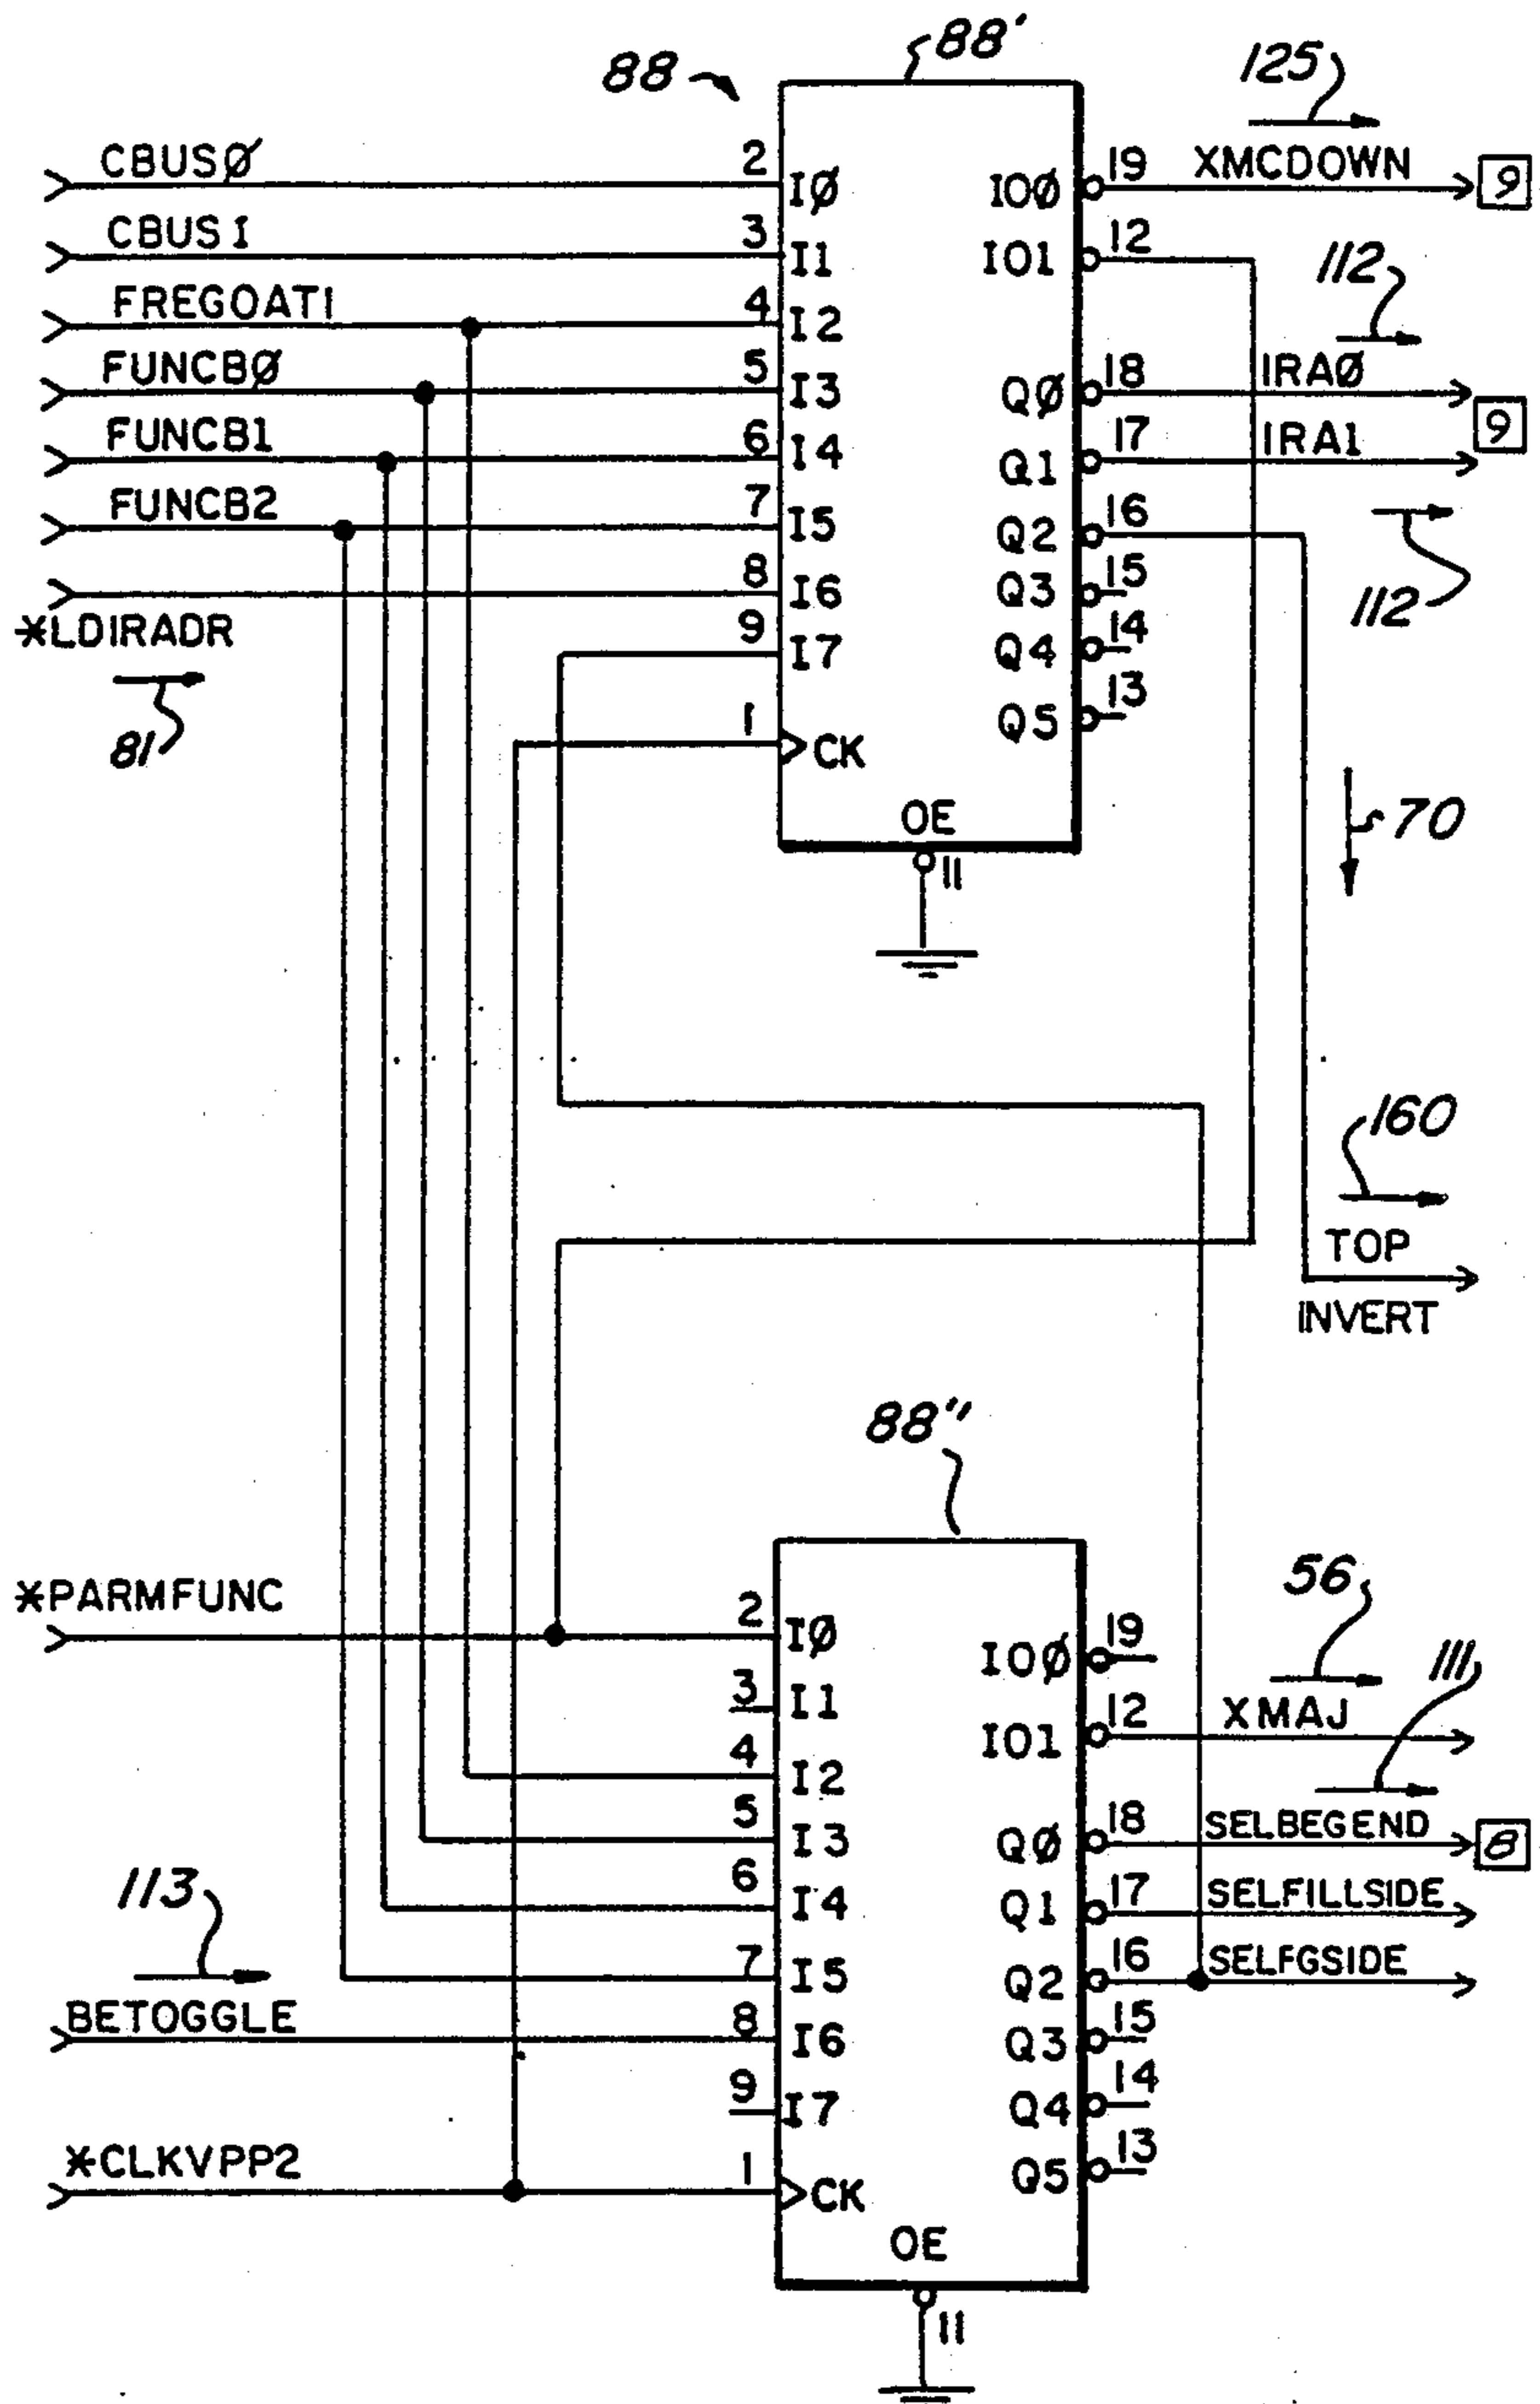 88
88'
125
CBUSØ 2 IØ IOØ 19 XMCDOWN 9
CBUS1 3 I1 IO1 12
112
FREGOAT1 4 I2
FUNCBØ 5 I3 QØ 18 IRAØ
9
FUNCB1 6 I4 Q1 17 IRA1
FUNCB2 7 I5 Q2 16
112
*LDIRADR 8 I6 Q3 15
9 I7 Q4 14
81
1 CK Q5 13
OE
11
70
160
TOP
INVERT
88"
56
*PARMFUNC 2 IØ IOØ 19
111
3 I1 IO1 12 XMAJ
4 I2
5 I3 QØ 18 SELBEGEND 8
113
6 I4 Q1 17 SELFILLSIDE
7 I5 Q2 16 SELFGSIDE
BETOGGLE 8 I6 Q3 15
9 I7 Q4 14
*CLKVPP2 1 CK Q5 13
OE
11